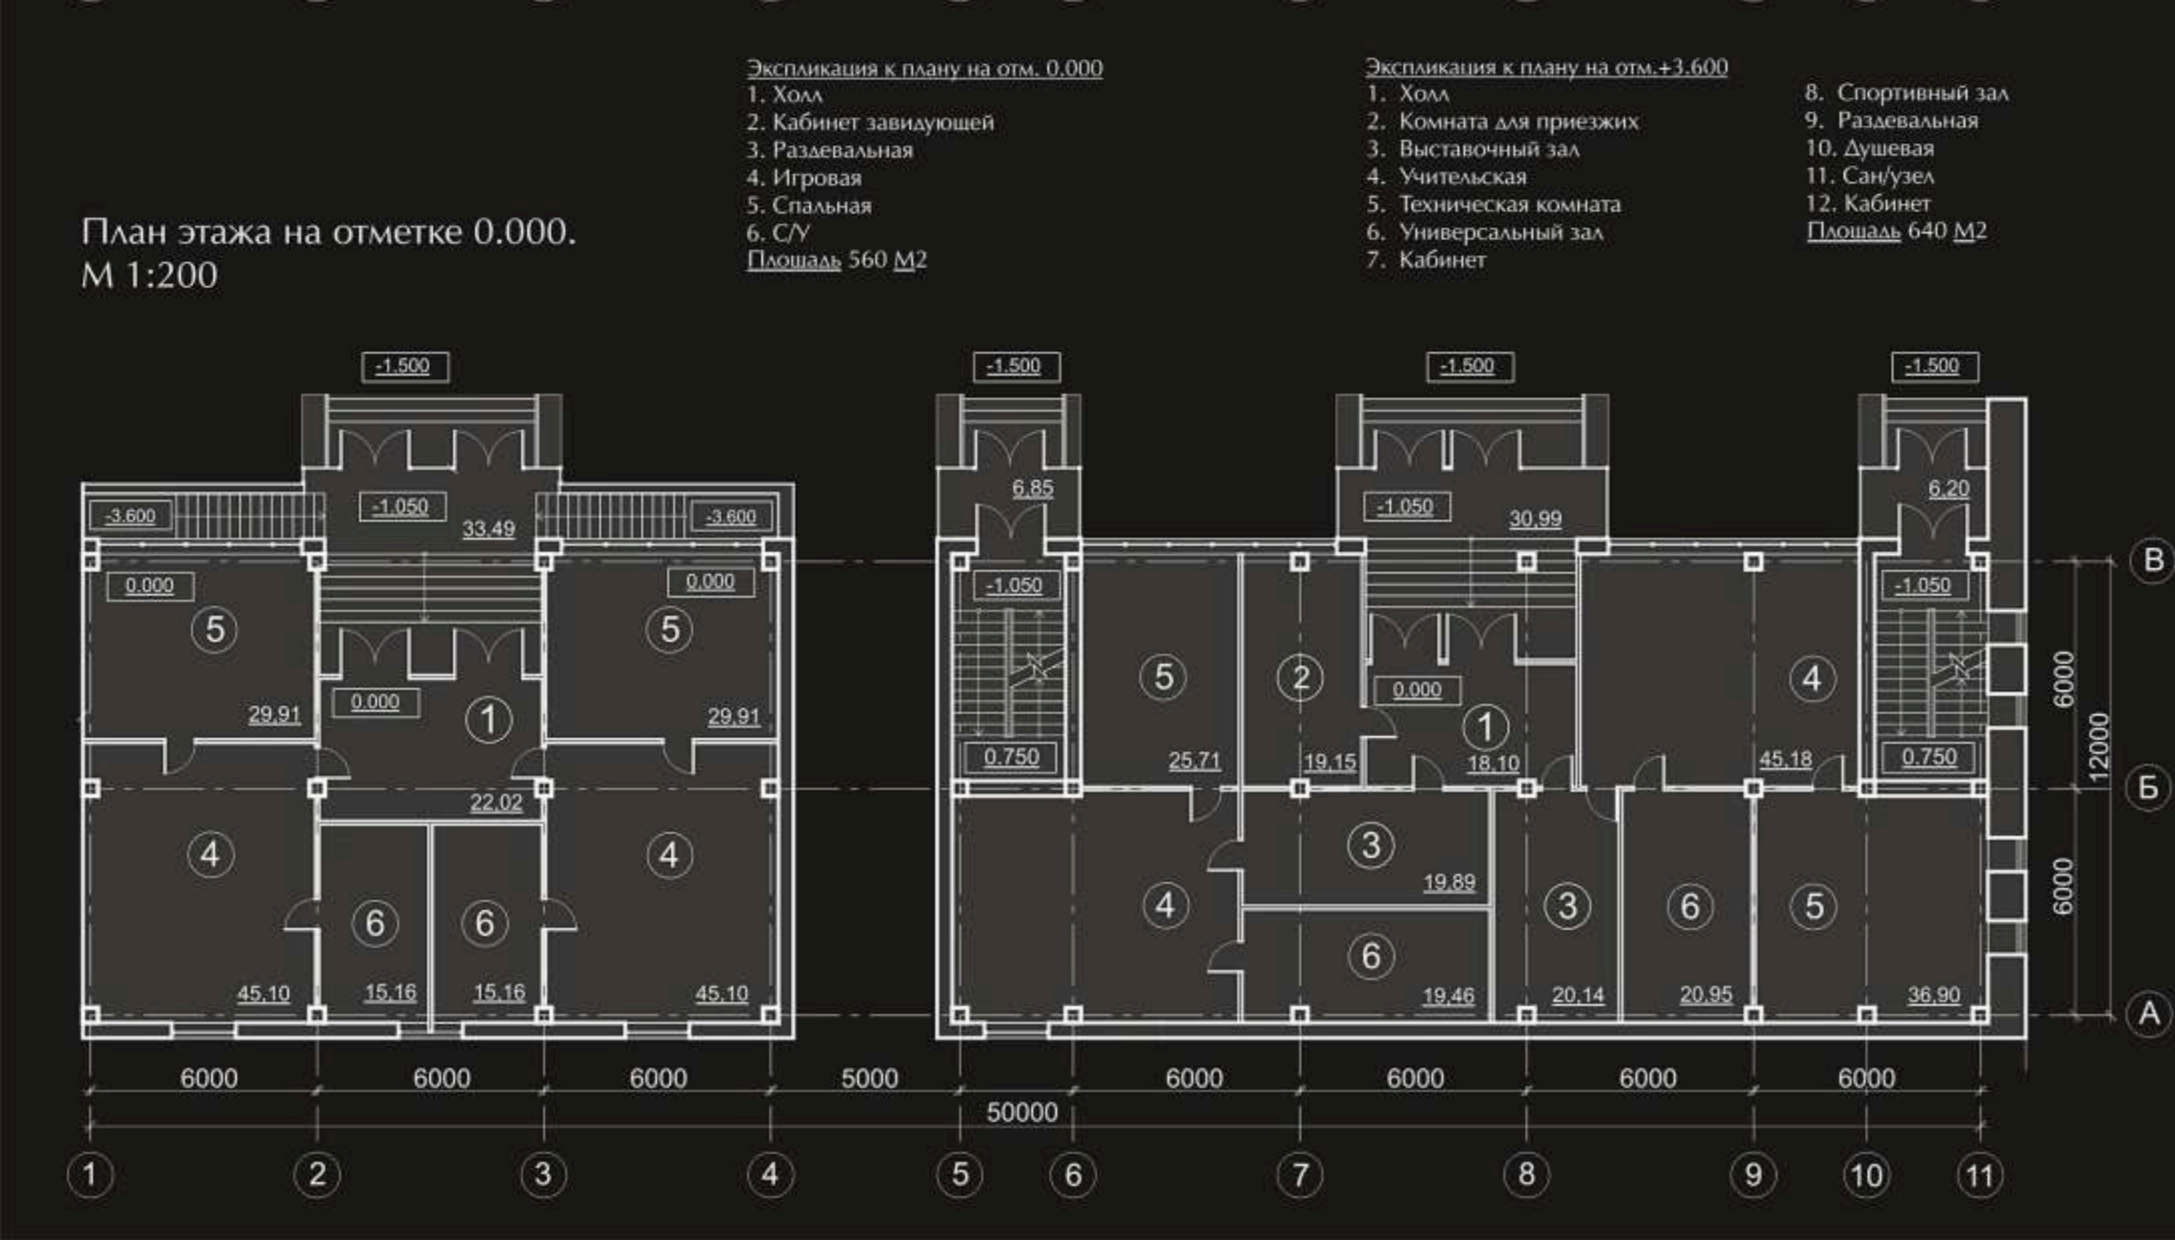 Экспликация к плану на отм. 0.000
1. Холл
2. Кабинет завидующей
3. Раздевальная
4. Игровая
5. Спальная
6. С/У
Плошадь 560 М2
Экспликация к плану на отм.+3.600
1. Холл
2. Комната для приезжих
3. Выставочный зал
4. Учительская
5. Техническая комната
6. Универсальный зал
7. Кабинет
8. Спортивный зал
9. Раздевальная
10. Душевая
11. Сан/узел
12. Кабинет
Плошадь 640 М2
План этажа на отметке 0.000.
М 1:200
-1.500 -1.500 -1.500 -1.500
6,85 6,20
-3.600 -1.050 33,49 -3.600 -1.050 30,99
0.000 0.000 -1.050 -1.050
5 5
5 2 4
29,91 0.000 1 29,91 0.000 1
0.750 25,71 19,15 18,10 45,18 0.750
22,02
4 4 3
19,89
6 6 4 3 6 5
6
45,10 15,16 15,16 45,10 19,46 20,14 20,95 36,90
В
6000
12000
Б
6000
А
6000 6000 6000 5000 6000 6000 6000 6000
50000
1 2 3 4 5 6 7 8 9 10 11